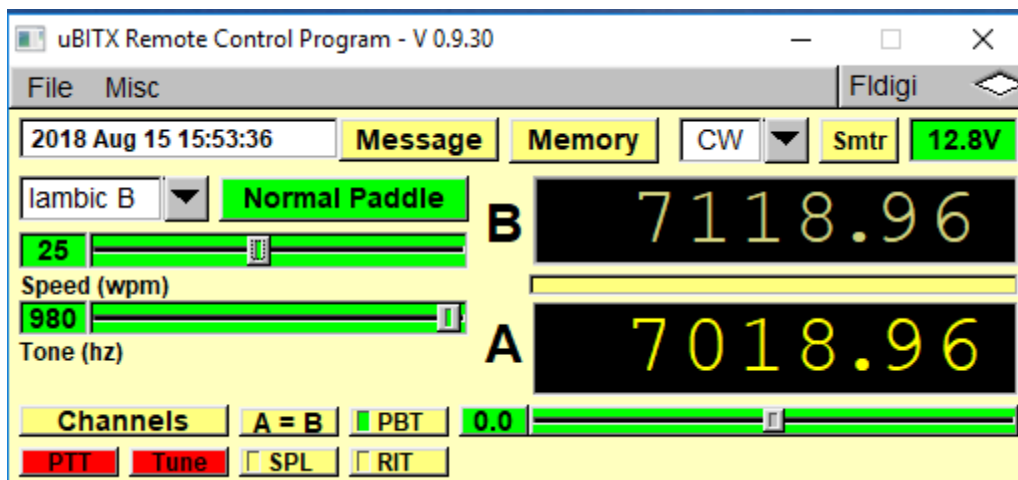 uBITX Remote Control Program - V 0.9.30
File Misc Fldigi
2018 Aug 15 15:53:36 Message Memory CW Smtr 12.8V
Iambic B Normal Paddle B 7118.96
25
Speed (wpm)
980
Tone (hz) A 7018.96
Channels A = B PBT 0.0
PTT Tune SPL RIT